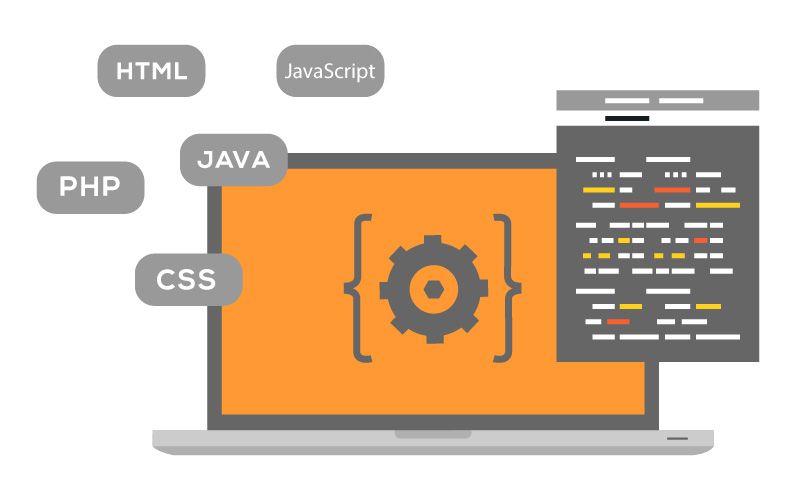 HTML
JavaScript
JAVA
PHP
CSS
{ }